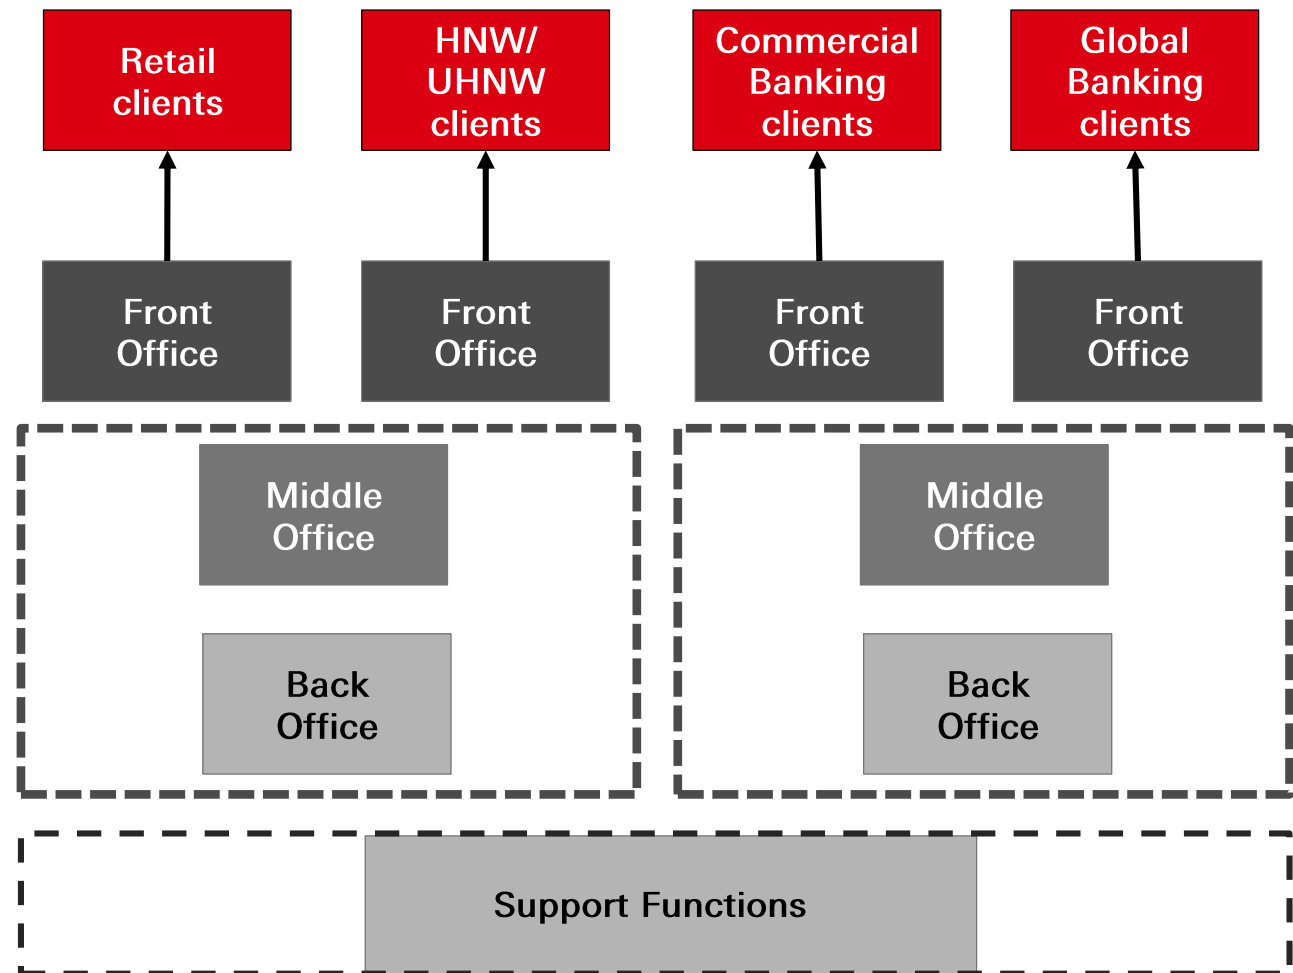 Retail
clients
HNW/
UHNW
clients
Commercial
Banking
clients
Global
Banking
clients
Front
Office
Front
Office
Front
Office
Front
Office
Middle
Office
Middle
Office
Back
Office
Back
Office
Support Functions